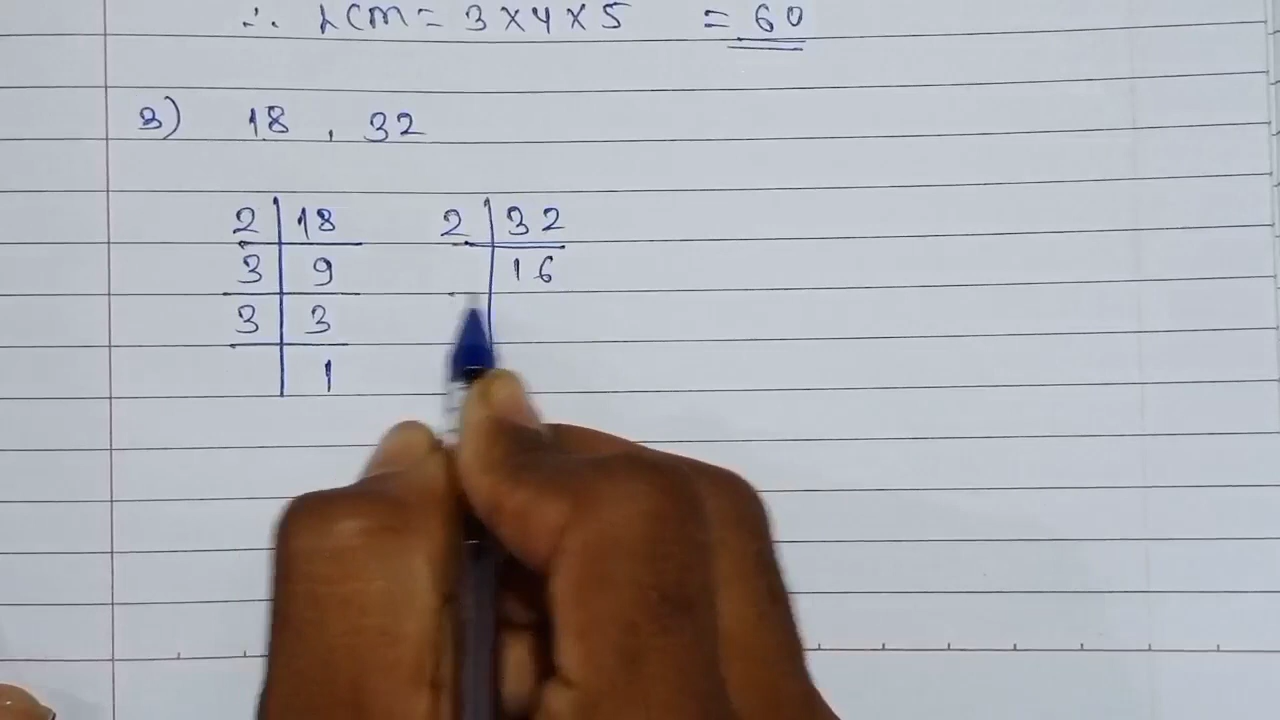 ∴ LCM = 3 × 4 × 5 = 60
3) 18 , 32
2 18 2 32
3 9 16
3 3
1